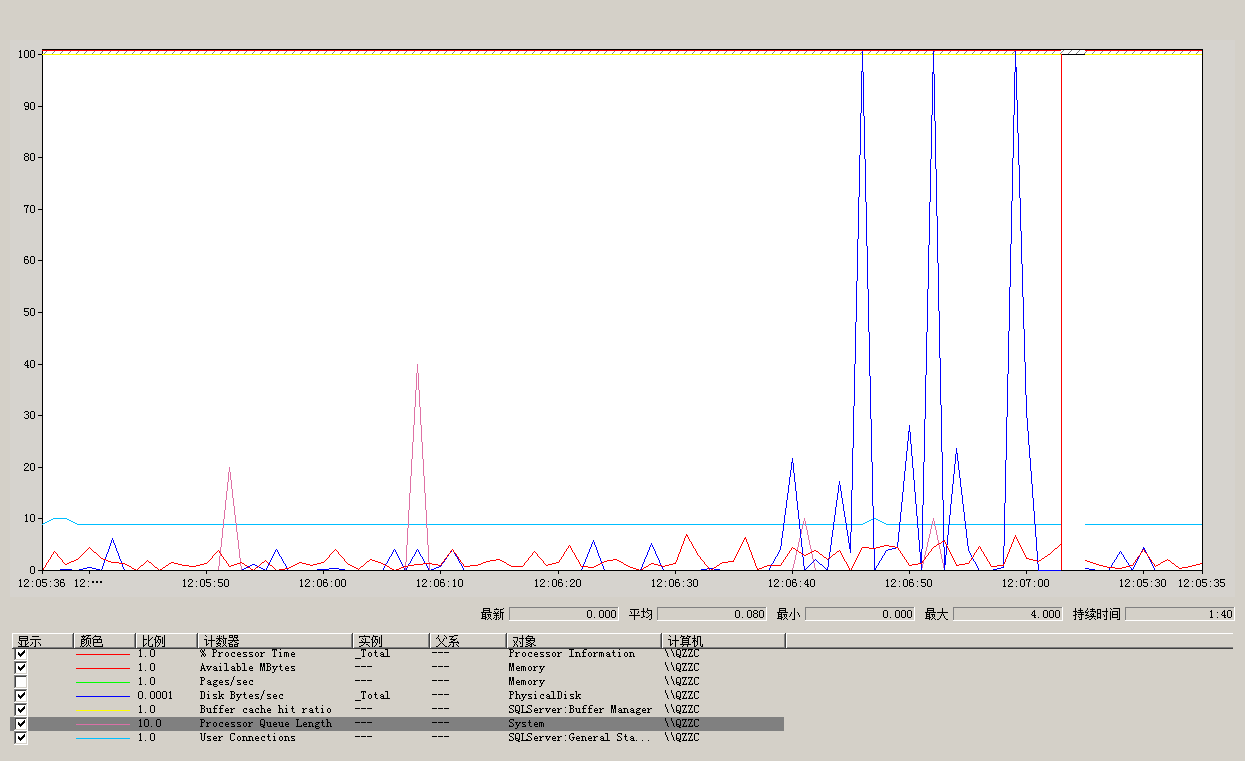 100
90
80
70
60
50
40
30
20
10
0
12:05:36 12:··· 12:05:50 12:06:00 12:06:10 12:06:20 12:06:30 12:06:40 12:06:50 12:07:00 12:05:30 12:05:35
最新 0.000 平均 0.080 最小 0.000 最大 4.000 持续时间 1:40
显示 颜色 比例 计数器 实例 父系 对象 计算机
1.0 % Processor Time _Total --- Processor Information \\QZZC
1.0 Available MBytes --- --- Memory \\QZZC
1.0 Pages/sec --- --- Memory \\QZZC
0.0001 Disk Bytes/sec _Total --- PhysicalDisk \\QZZC
1.0 Buffer cache hit ratio --- --- SQLServer:Buffer Manager \\QZZC
10.0 Processor Queue Length --- --- System \\QZZC
1.0 User Connections --- --- SQLServer:General Sta... \\QZZC